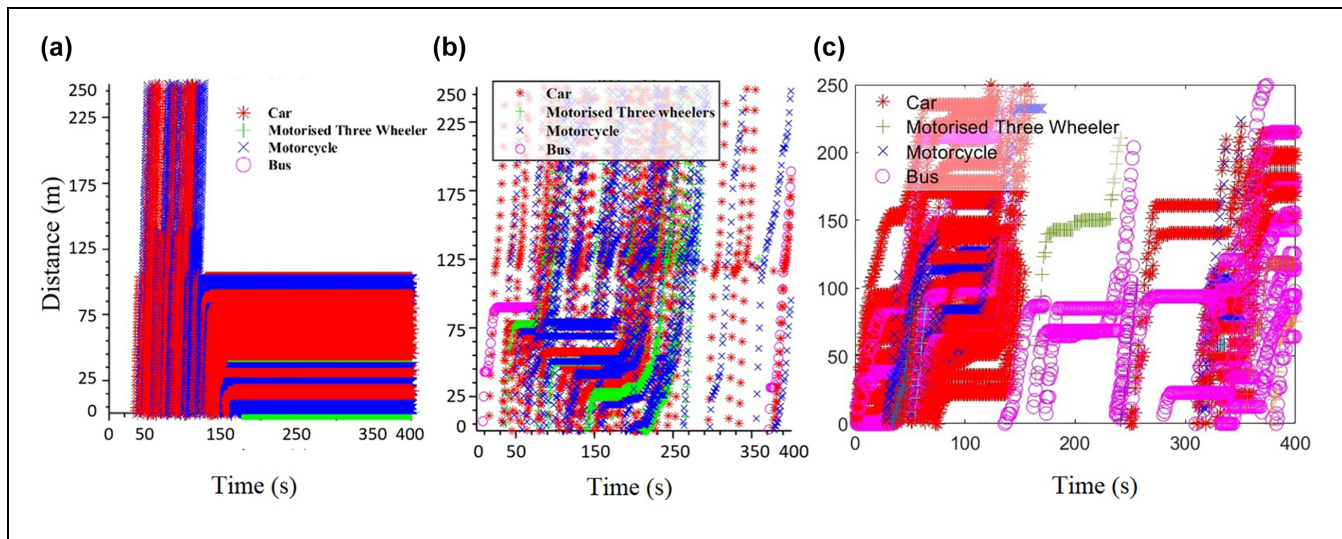 (a)
250
225
175
125
75
25
0
Distance (m)
Car
Motorised Three Wheeler
Motorcycle
Bus
0 50 150 250 350 400
Time (s)
(b)
250
225
175
125
75
25
0
Car
Motorised Three wheelers
Motorcycle
Bus
0 50 150 250 350 400
Time (s)
(c)
250
200
150
100
50
0
Car
Motorised Three Wheeler
Motorcycle
Bus
0 100 200 300 400
Time (s)